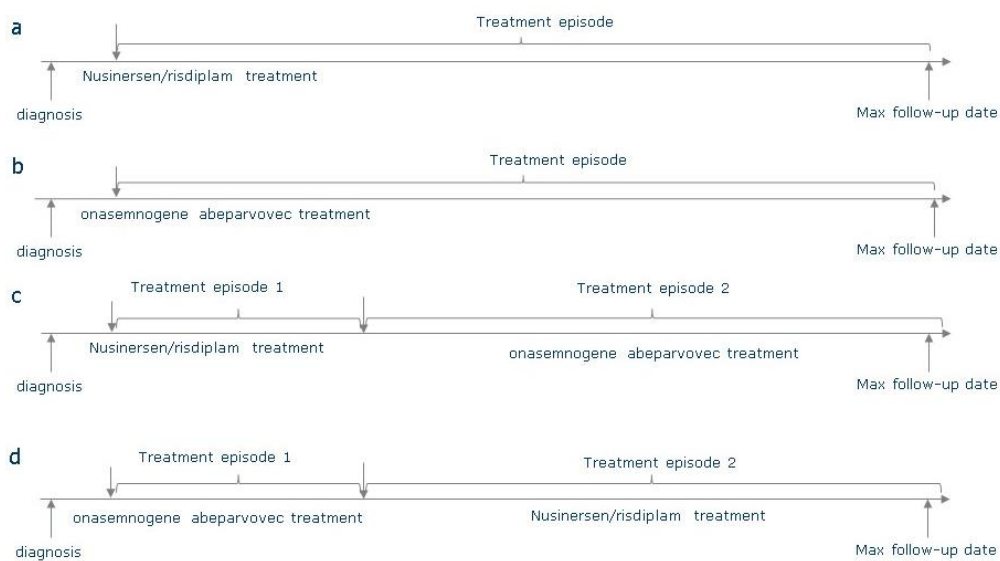 a
Treatment episode
Nusinersen/risdiplam treatment
diagnosis
Max follow-up date
b
Treatment episode
onasemnogene abeparvovec treatment
diagnosis
Max follow-up date
c
Treatment episode 1
Treatment episode 2
Nusinersen/risdiplam treatment
onasemnogene abeparvovec treatment
diagnosis
Max follow-up date
d
Treatment episode 1
Treatment episode 2
onasemnogene abeparvovec treatment
Nusinersen/risdiplam treatment
diagnosis
Max follow-up date